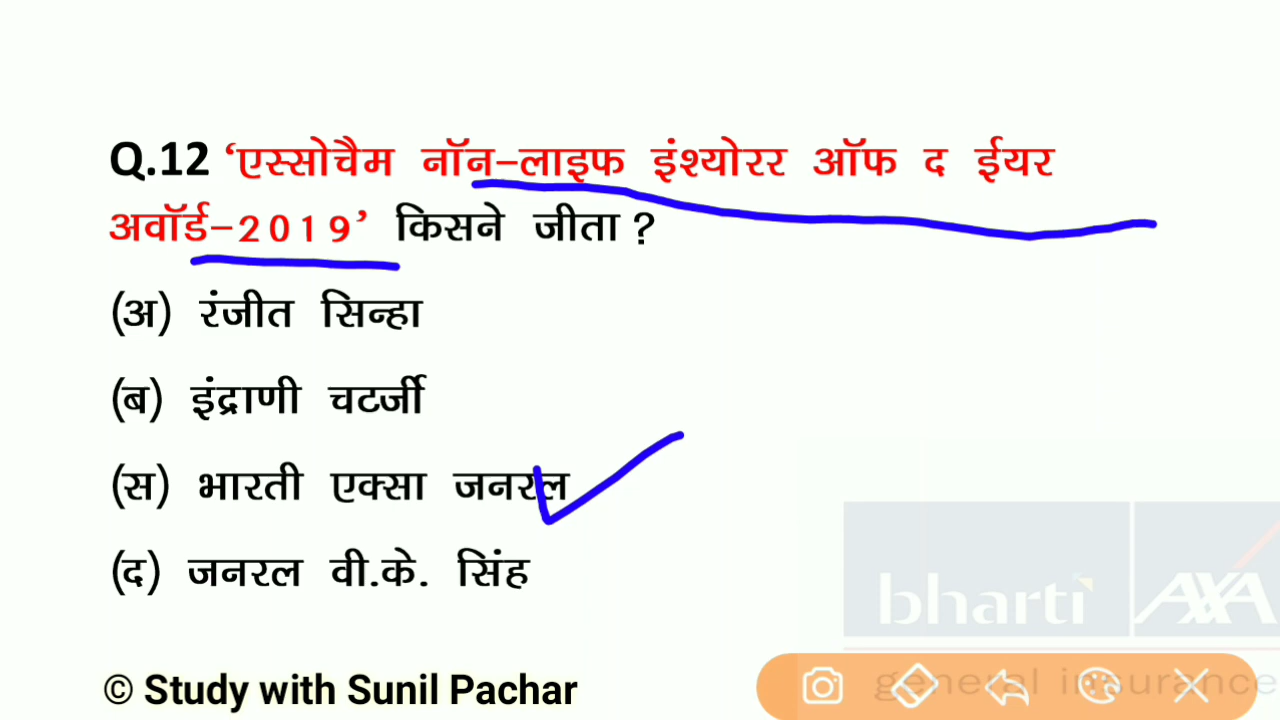 Q.12 ‘एस्सोचैम नॉन-लाइफ इंश्योरर ऑफ द ईयर
अवॉर्ड-2019’ किसने जीता ?
(अ) रंजीत सिन्हा
(ब) इंद्राणी चटर्जी
(स) भारती एक्सा जनरल
(द) जनरल वी.के. सिंह
bharti AXA
general insurance
© Study with Sunil Pachar